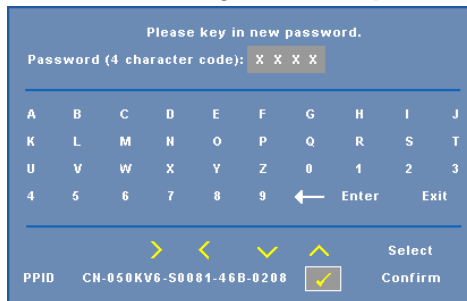 Please key in new password.
Password (4 character code): X X X X
A B C D E F G H I J
K L M N O P Q R S T
U V W X Y Z 0 1 2 3
4 5 6 7 8 9 Enter Exit
Select
PPID CN-050KV6-S0081-46B-0208 Confirm